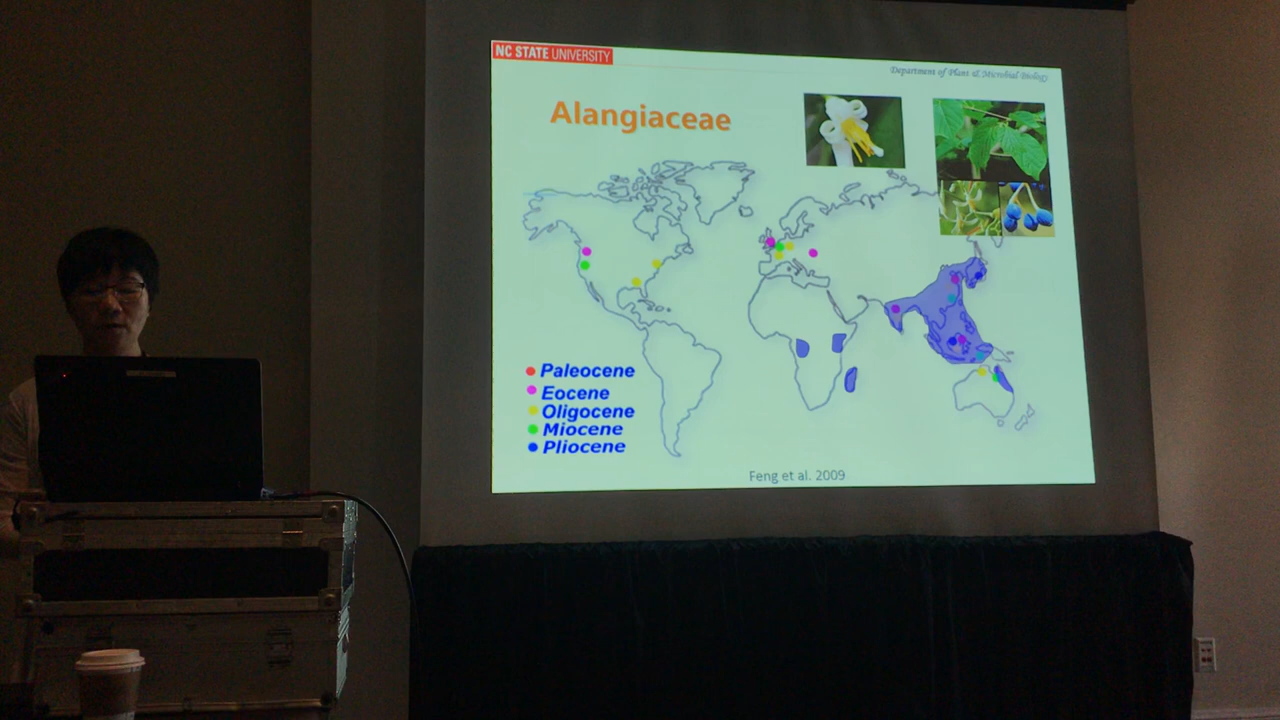 NC STATE UNIVERSITY
Department of Plant & Microbial Biology
Alangiaceae
Paleocene
Eocene
Oligocene
Miocene
Pliocene
Feng et al. 2009